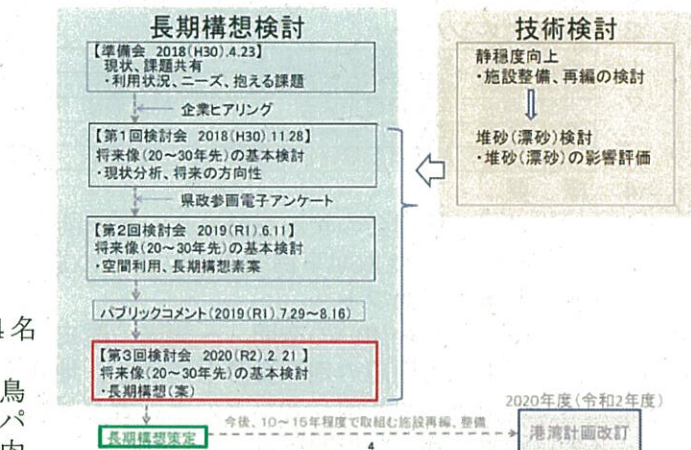 長期構想検討
【準備会 2018(H30).4.23】
現状、課題共有
・利用状況、ニーズ、抱える課題
企業ヒアリング
【第1回検討会 2018(H30).11.28】
将来像(20～30年先)の基本検討
・現状分析、将来の方向性
県政参画電子アンケート
【第2回検討会 2019(R1).6.11】
将来像(20～30年先)の基本検討
・空間利用、長期構想素案
パブリックコメント(2019(R1).7.29～8.16)
【第3回検討会 2020(R2).2.21】
将来像(20～30年先)の基本検討
・長期構想(案)
長期構想策定
技術検討
静穏度向上
・施設整備、再編の検討
堆砂(漂砂)検討
・堆砂(漂砂)の影響評価
今後、10～15年程度で取組む施設再編、整備
2020年度(令和2年度)
港湾計画改訂
4
名
鳥
パ